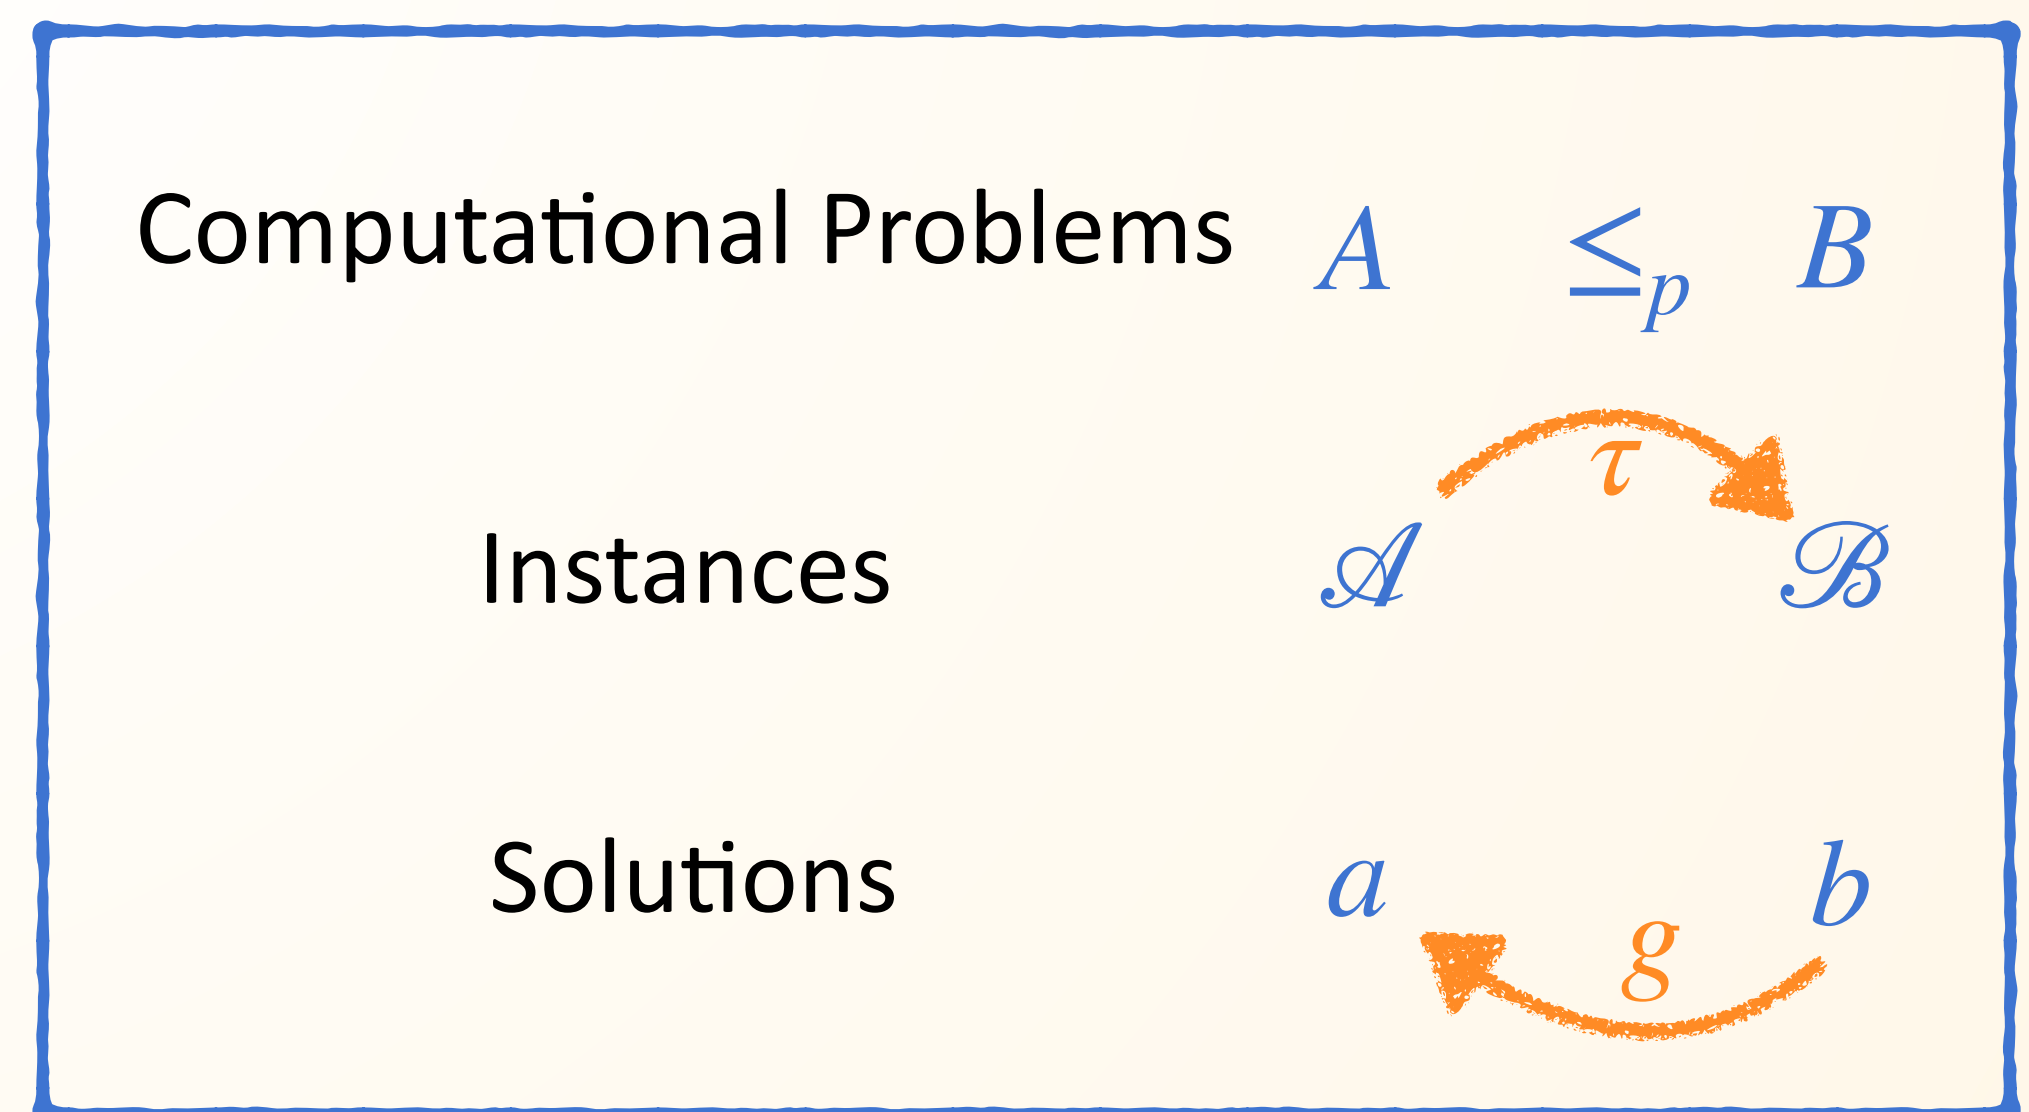 Computational Problems A ≤p B
τ
Instances 𝒜 ℬ
Solutions a b
g